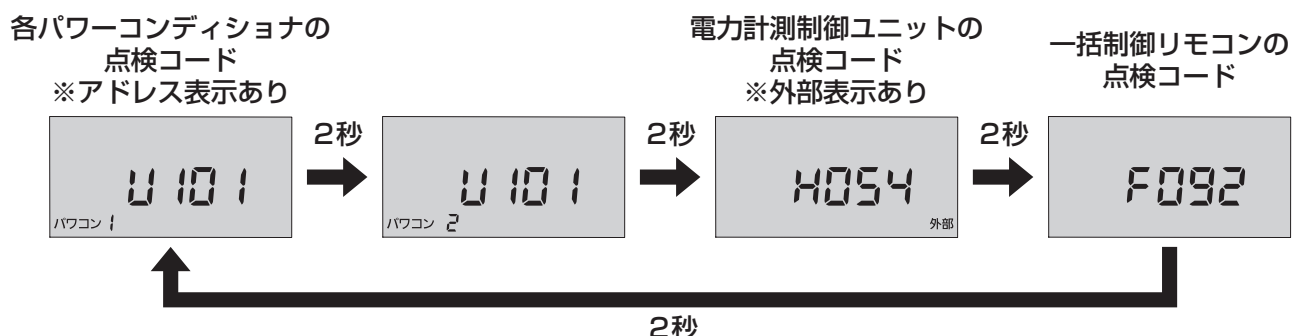 各パワーコンディショナの
点検コード
※アドレス表示あり
電力計測制御ユニットの
点検コード
※外部表示あり
一括制御リモコンの
点検コード
2秒
2秒
2秒
U101
パワコン 1
U101
パワコン 2
H054
外部
F092
2秒